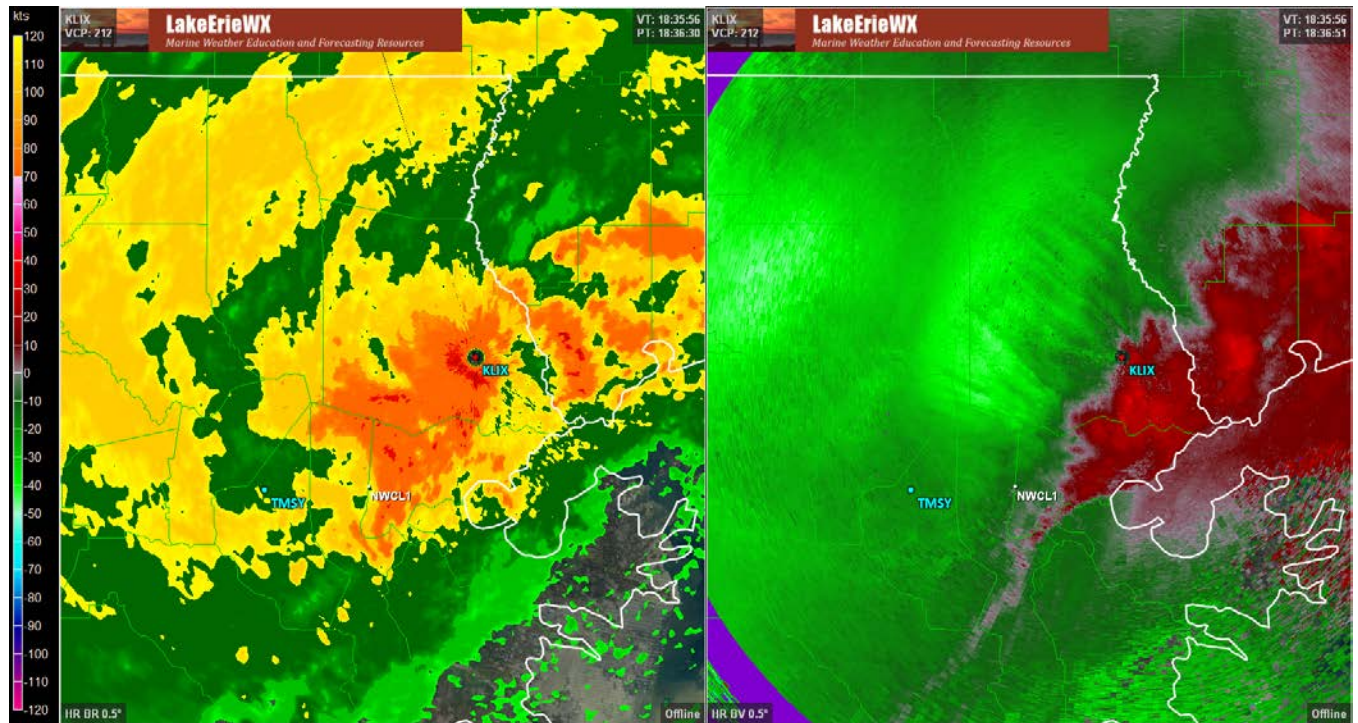 kts
120
110
100
90
80
70
60
50
40
30
20
10
0
-10
-20
-30
-40
-50
-60
-70
-80
-90
-100
-110
-120
KLIX
VCP: 212
LakeErieWX
Marine Weather Education and Forecasting Resources
VT: 18:35:56
PT: 18:36:30
KLIX
TMSY
NWCL1
HR BR 0.5°
Offline
KLIX
VCP: 212
LakeErieWX
Marine Weather Education and Forecasting Resources
VT: 18:35:56
PT: 18:36:51
KLIX
NWCL1
TMSY
HR BV 0.5°
Offline